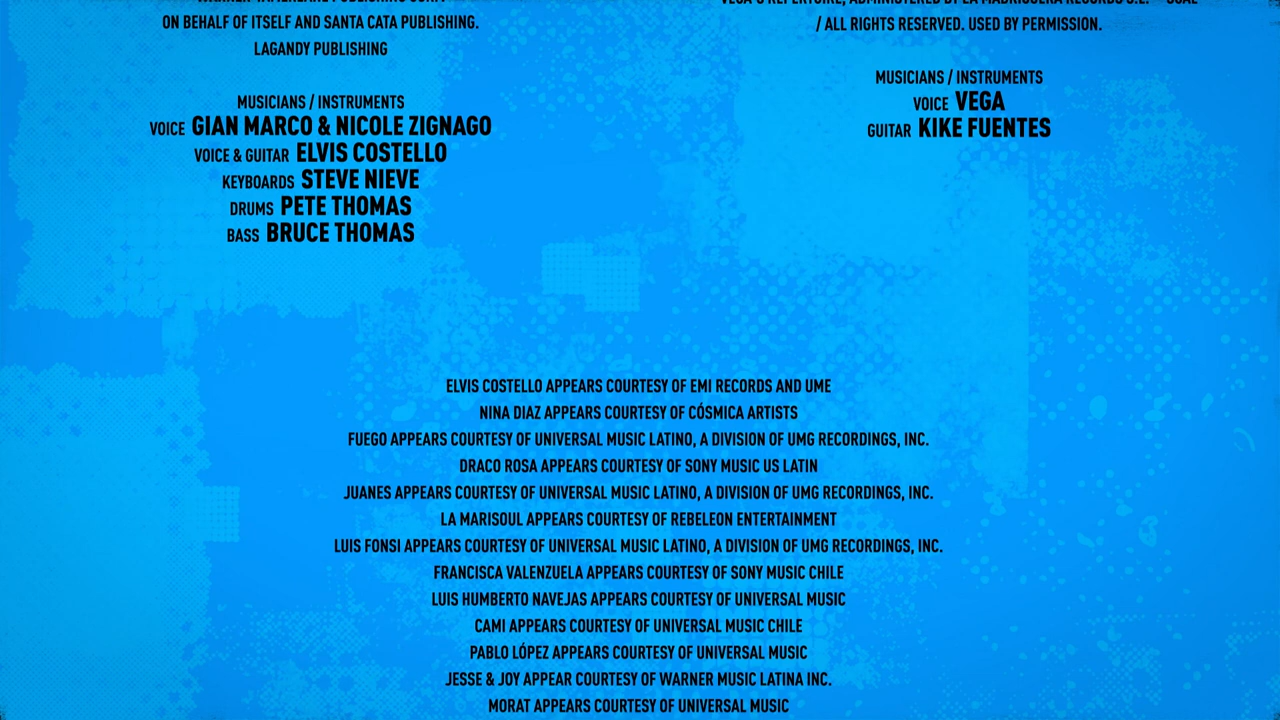 ON BEHALF OF ITSELF AND SANTA CATA PUBLISHING.
LAGANDY PUBLISHING
MUSICIANS / INSTRUMENTS
VOICE GIAN MARCO & NICOLE ZIGNAGO
VOICE & GUITAR ELVIS COSTELLO
KEYBOARDS STEVE NIEVE
DRUMS PETE THOMAS
BASS BRUCE THOMAS
/ ALL RIGHTS RESERVED. USED BY PERMISSION.
MUSICIANS / INSTRUMENTS
VOICE VEGA
GUITAR KIKE FUENTES
ELVIS COSTELLO APPEARS COURTESY OF EMI RECORDS AND UME
NINA DIAZ APPEARS COURTESY OF CÓSMICA ARTISTS
FUEGO APPEARS COURTESY OF UNIVERSAL MUSIC LATINO, A DIVISION OF UMG RECORDINGS, INC.
DRACO ROSA APPEARS COURTESY OF SONY MUSIC US LATIN
JUANES APPEARS COURTESY OF UNIVERSAL MUSIC LATINO, A DIVISION OF UMG RECORDINGS, INC.
LA MARISOUL APPEARS COURTESY OF REBELEON ENTERTAINMENT
LUIS FONSI APPEARS COURTESY OF UNIVERSAL MUSIC LATINO, A DIVISION OF UMG RECORDINGS, INC.
FRANCISCA VALENZUELA APPEARS COURTESY OF SONY MUSIC CHILE
LUIS HUMBERTO NAVEJAS APPEARS COURTESY OF UNIVERSAL MUSIC
CAMI APPEARS COURTESY OF UNIVERSAL MUSIC CHILE
PABLO LÓPEZ APPEARS COURTESY OF UNIVERSAL MUSIC
JESSE & JOY APPEAR COURTESY OF WARNER MUSIC LATINA INC.
MORAT APPEARS COURTESY OF UNIVERSAL MUSIC